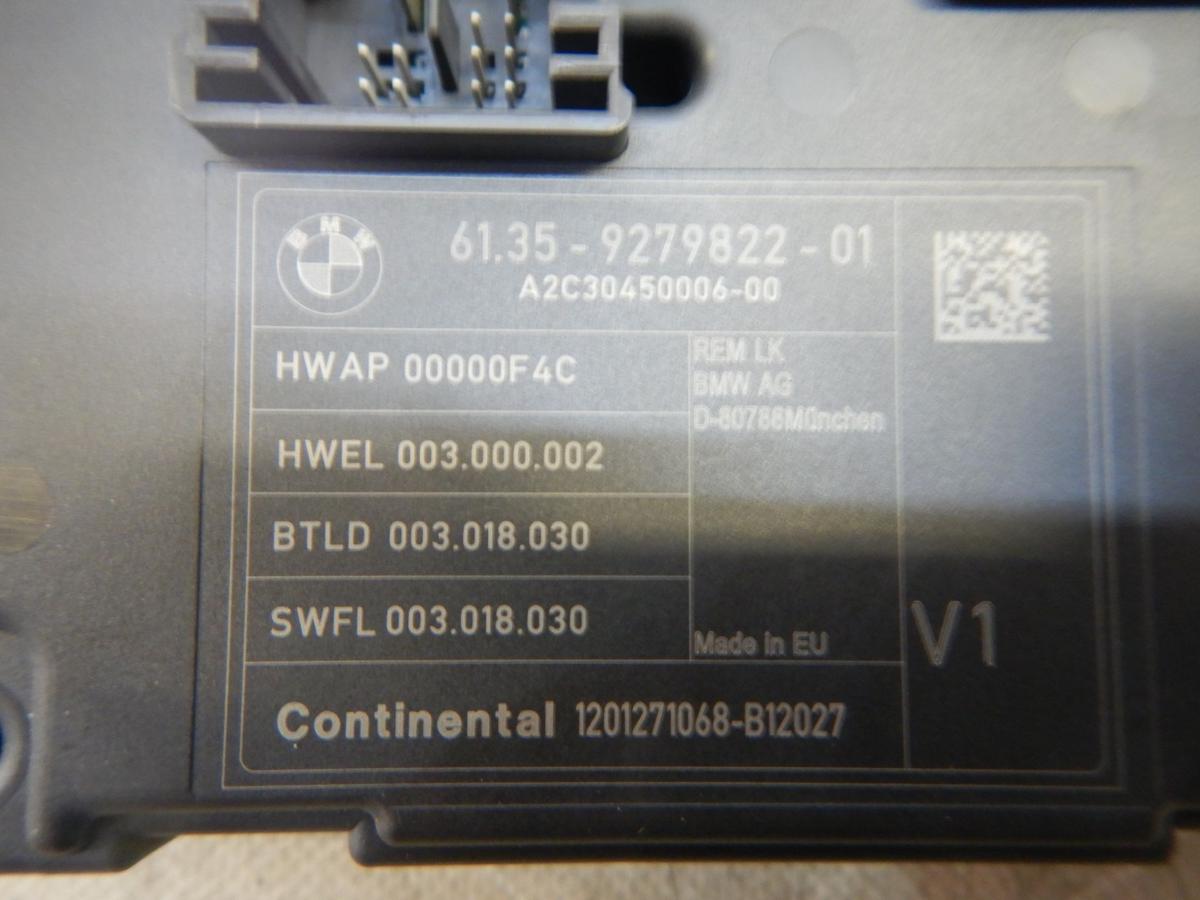 BMW
61.35 - 9279822 - 01
A2C30450006-00
HWAP 00000F4C
HWEL 003.000.002
BTLD 003.018.030
SWFL 003.018.030
REM LK
BMW AG
D-80788München
Made in EU
V1
Continental 1201271068-B12027